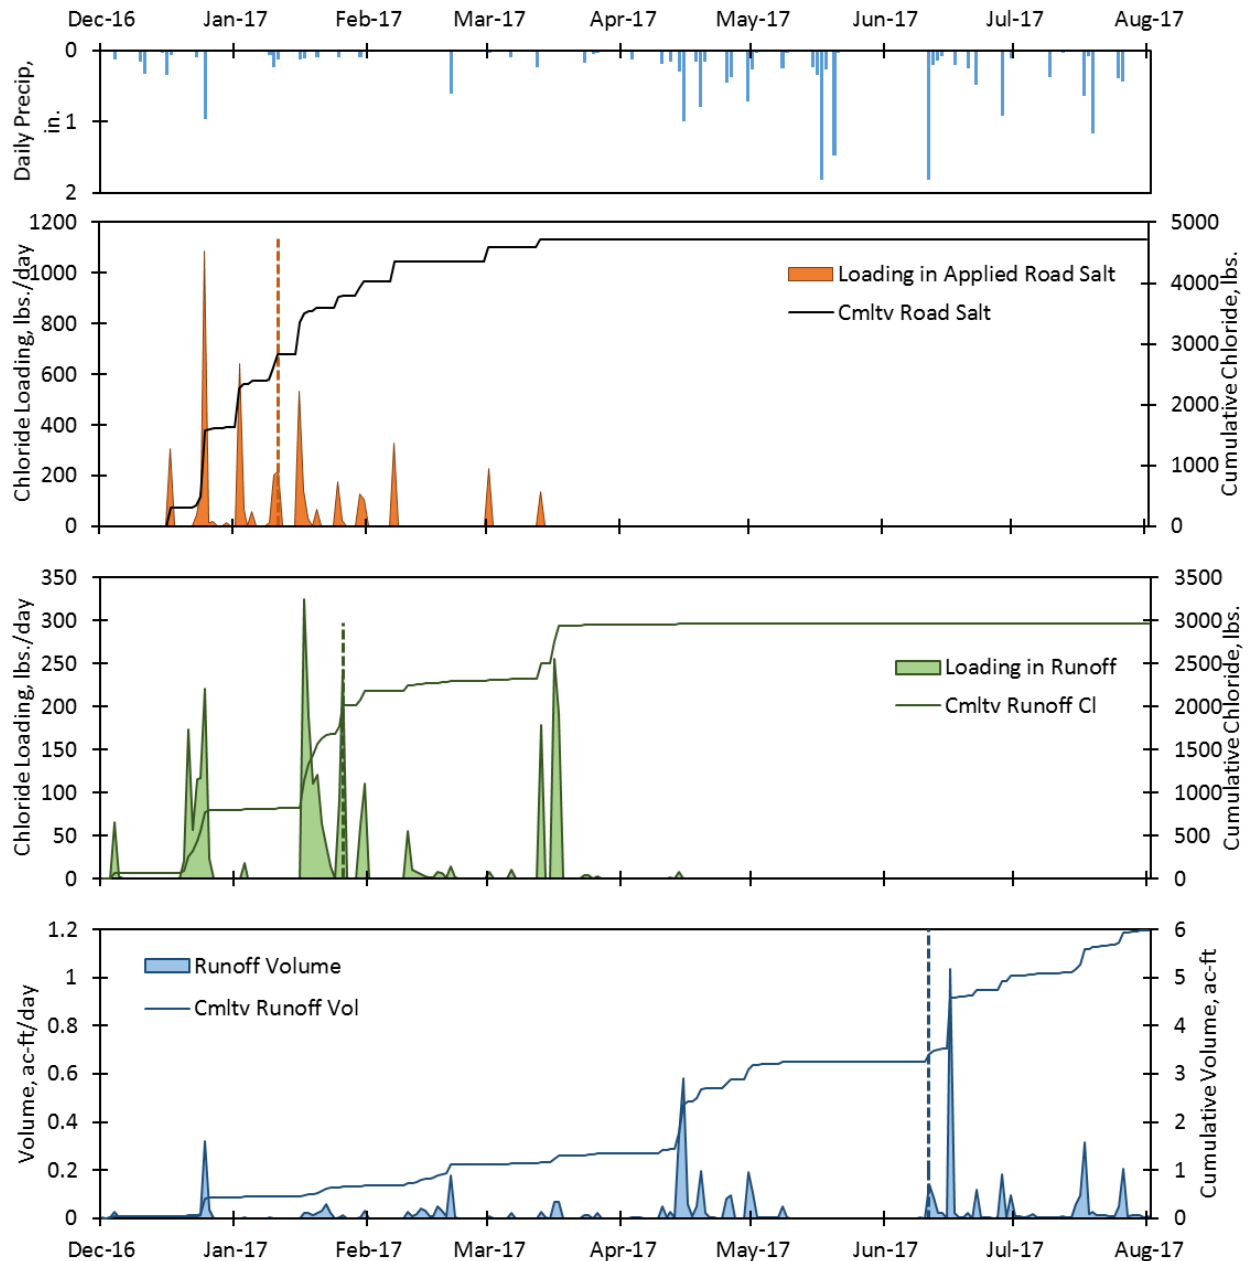 Dec-16 Jan-17 Feb-17 Mar-17 Apr-17 May-17 Jun-17 Jul-17 Aug-17
Daily Precip,
in.
0
1
2
Chloride Loading, lbs./day
1200
1000
800
600
400
200
0
Loading in Applied Road Salt
Cmltv Road Salt
5000
4000
3000
2000
1000
0
Cumulative Chloride, lbs.
Chloride Loading, lbs./day
350
300
250
200
150
100
50
0
Loading in Runoff
Cmltv Runoff Cl
3500
3000
2500
2000
1500
1000
500
0
Cumulative Chloride, lbs.
Volume, ac-ft/day
1.2
1
0.8
0.6
0.4
0.2
0
Runoff Volume
Cmltv Runoff Vol
6
5
4
3
2
1
0
Cumulative Volume, ac-ft
Dec-16 Jan-17 Feb-17 Mar-17 Apr-17 May-17 Jun-17 Jul-17 Aug-17